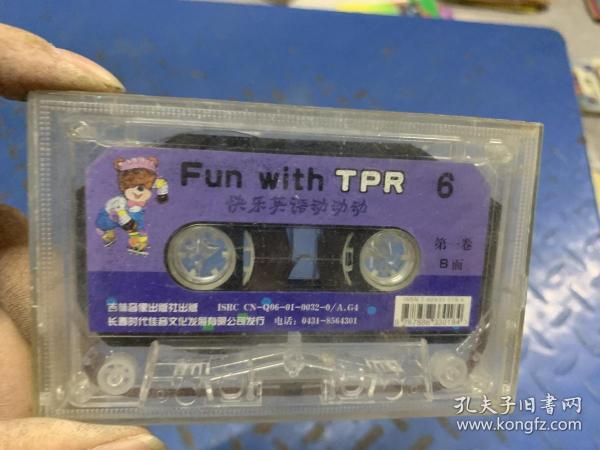 Fun with TPR 6
快乐英语动动动
第一卷
B面
吉林音像出版社出版 ISRC CN-Q06-01-0032-0/A.G4
长春时代佳音文化发展有限公司发行 电话：0431-8564301
孔夫子旧书网
www.kongfz.com